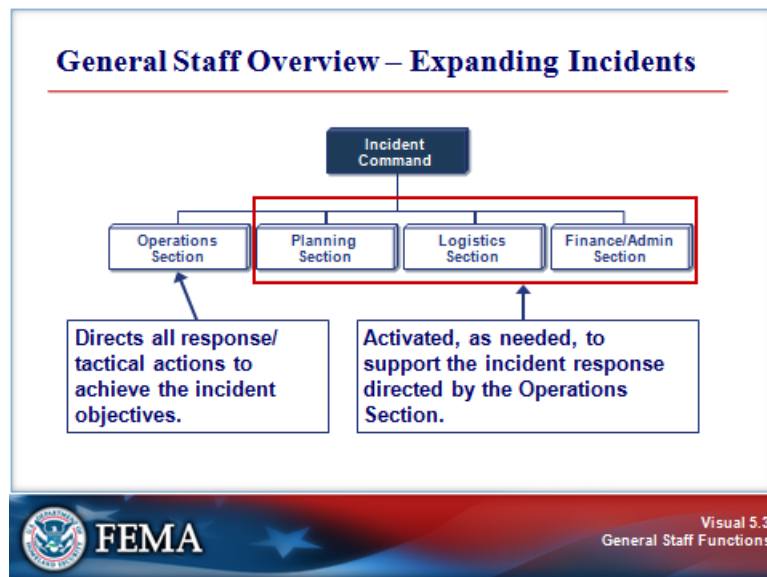 General Staff Overview – Expanding Incidents
Incident
Command
Operations
Section
Planning
Section
Logistics
Section
Finance/Admin
Section
Directs all response/
tactical actions to
achieve the incident
objectives.
Activated, as needed, to
support the incident response
directed by the Operations
Section.
FEMA
Visual 5.3
General Staff Functions